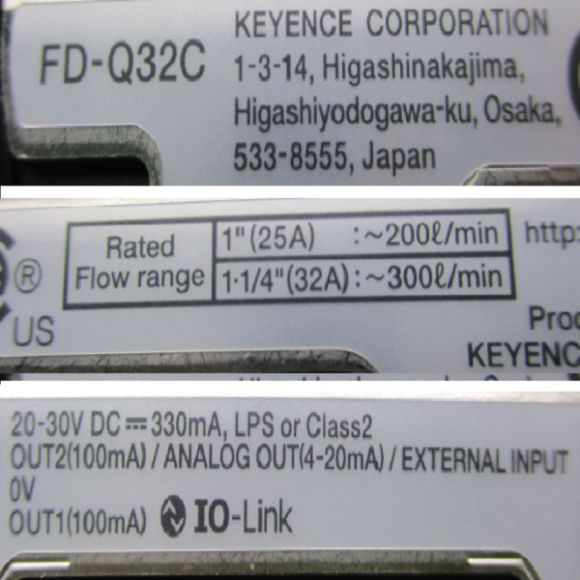 FD-Q32C
KEYENCE CORPORATION
1-3-14, Higashinakajima,
Higashiyodogawa-ku, Osaka,
533-8555, Japan
Rated
Flow range
1"(25A) :~200ℓ/min
1·1/4"(32A):~300ℓ/min
http:
® 
US
Proc
KEYENC
20-30V DC ⎓ 330mA, LPS or Class2
OUT2(100mA) / ANALOG OUT(4-20mA) / EXTERNAL INPUT
0V
OUT1(100mA) IO-Link